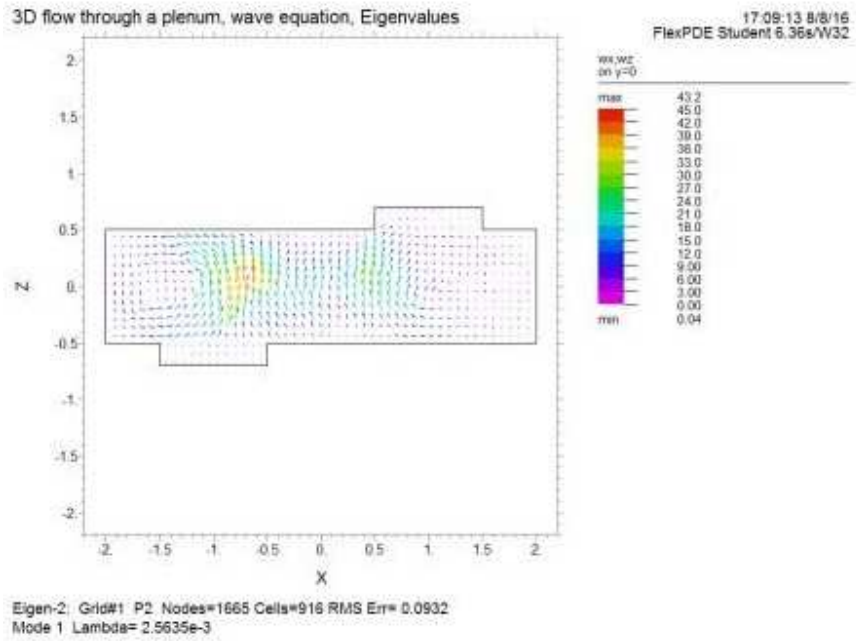 3D flow through a plenum, wave equation, Eigenvalues
17:09:13 8/8/16
FlexPDE Student 6.36s/W32
wx,wz
on y=0
max 43.2
45.0
42.0
39.0
36.0
33.0
30.0
27.0
24.0
21.0
18.0
15.0
12.0
9.00
6.00
3.00
0.00
min 0.04
2.
1.5
1.
0.5
0.
-0.5
-1.
-1.5
-2.
Z
-2. -1.5 -1. -0.5 0. 0.5 1. 1.5 2.
X
Eigen-2: Grid#1 P2 Nodes=1665 Cells=916 RMS Err= 0.0932
Mode 1 Lambda= 2.5635e-3